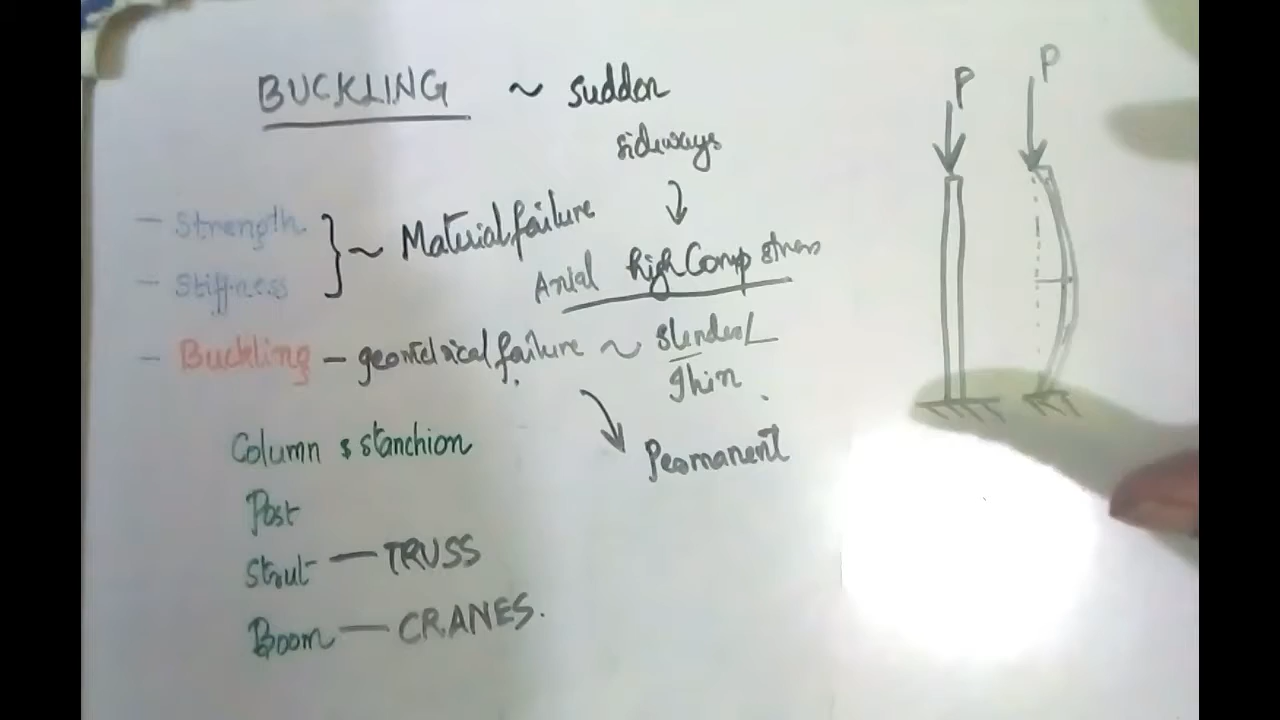 BUCKLING ~ sudden
sideways
- Strength
- Stiffness
} ~ Material failure
Axial high Comp stress
- Buckling - geometrical failure ~ slender
Thin
Permanent
Column & stanchion
Post
Strut - TRUSS
Boom - CRANES.
P
P